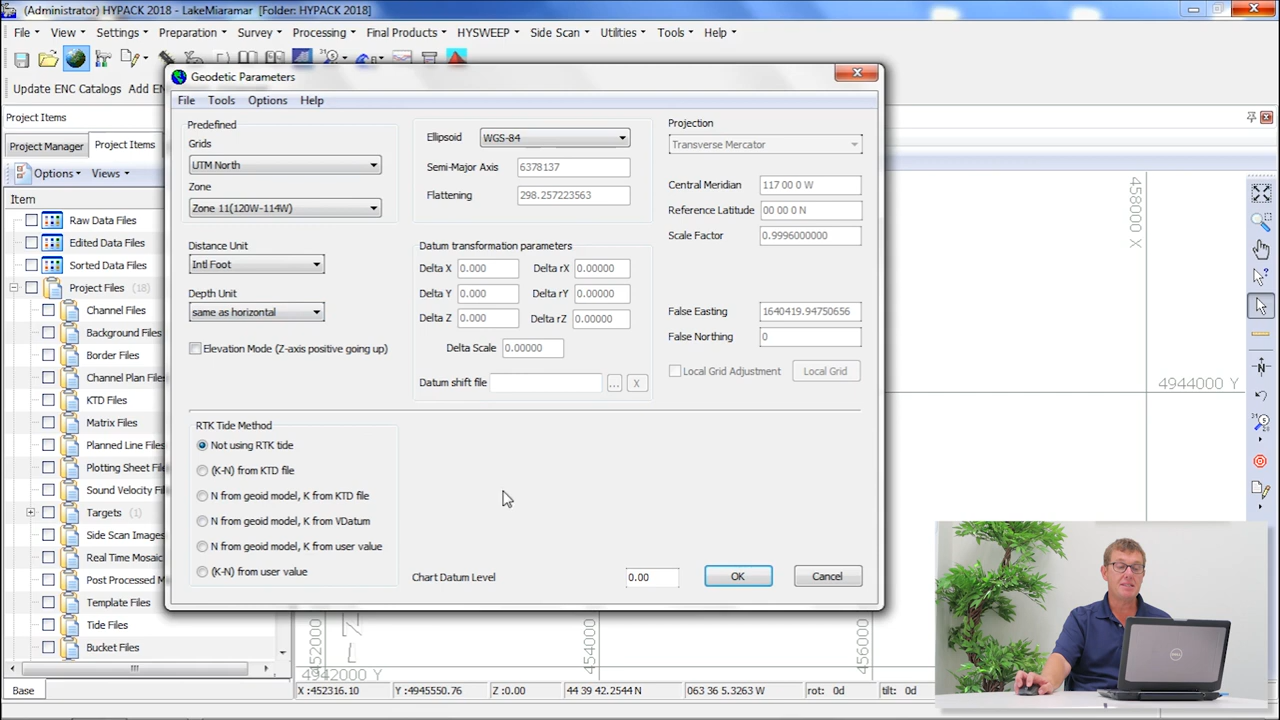 (Administrator) HYPACK 2018 - LakeMiaramar [Folder: HYPACK 2018]
File View Settings Preparation Survey Processing Final Products HYSWEEP Side Scan Utilities Tools Help
Update ENC Catalogs Add EN
Project Items
Project Manager Project Items
Options Views
Item
Raw Data Files
Edited Data Files
Sorted Data Files
Project Files (18)
Channel Files
Background Files
Border Files
Channel Plan Files
KTD Files
Matrix Files
Planned Line Files
Plotting Sheet File
Sound Velocity File
Targets (1)
Side Scan Images
Real Time Mosaic
Post Processed M
Template Files
Tide Files
Bucket Files
Base
Geodetic Parameters
File Tools Options Help
Predefined
Grids
UTM North
Zone
Zone 11(120W-114W)
Distance Unit
Intl Foot
Depth Unit
same as horizontal
Elevation Mode (Z-axis positive going up)
Ellipsoid WGS-84
Semi-Major Axis 6378137
Flattening 298.257223563
Datum transformation parameters
Delta X 0.000 Delta rX 0.00000
Delta Y 0.000 Delta rY 0.00000
Delta Z 0.000 Delta rZ 0.00000
Delta Scale 0.00000
Datum shift file ... X
Projection
Transverse Mercator
Central Meridian 117 00 0 W
Reference Latitude 00 00 0 N
Scale Factor 0.9996000000
False Easting 1640419.94750656
False Northing 0
Local Grid Adjustment Local Grid
RTK Tide Method
Not using RTK tide
(K-N) from KTD file
N from geoid model, K from KTD file
N from geoid model, K from VDatum
N from geoid model, K from user value
(K-N) from user value
Chart Datum Level 0.00 OK Cancel
458000 X
4944000 Y
452000
454000
456000
4942000 Y
X :452316.10 Y :4945550.76 Z :0.00 44 39 42.2544 N 063 36 5.3263 W rot: 0d tilt: 0d
DELL